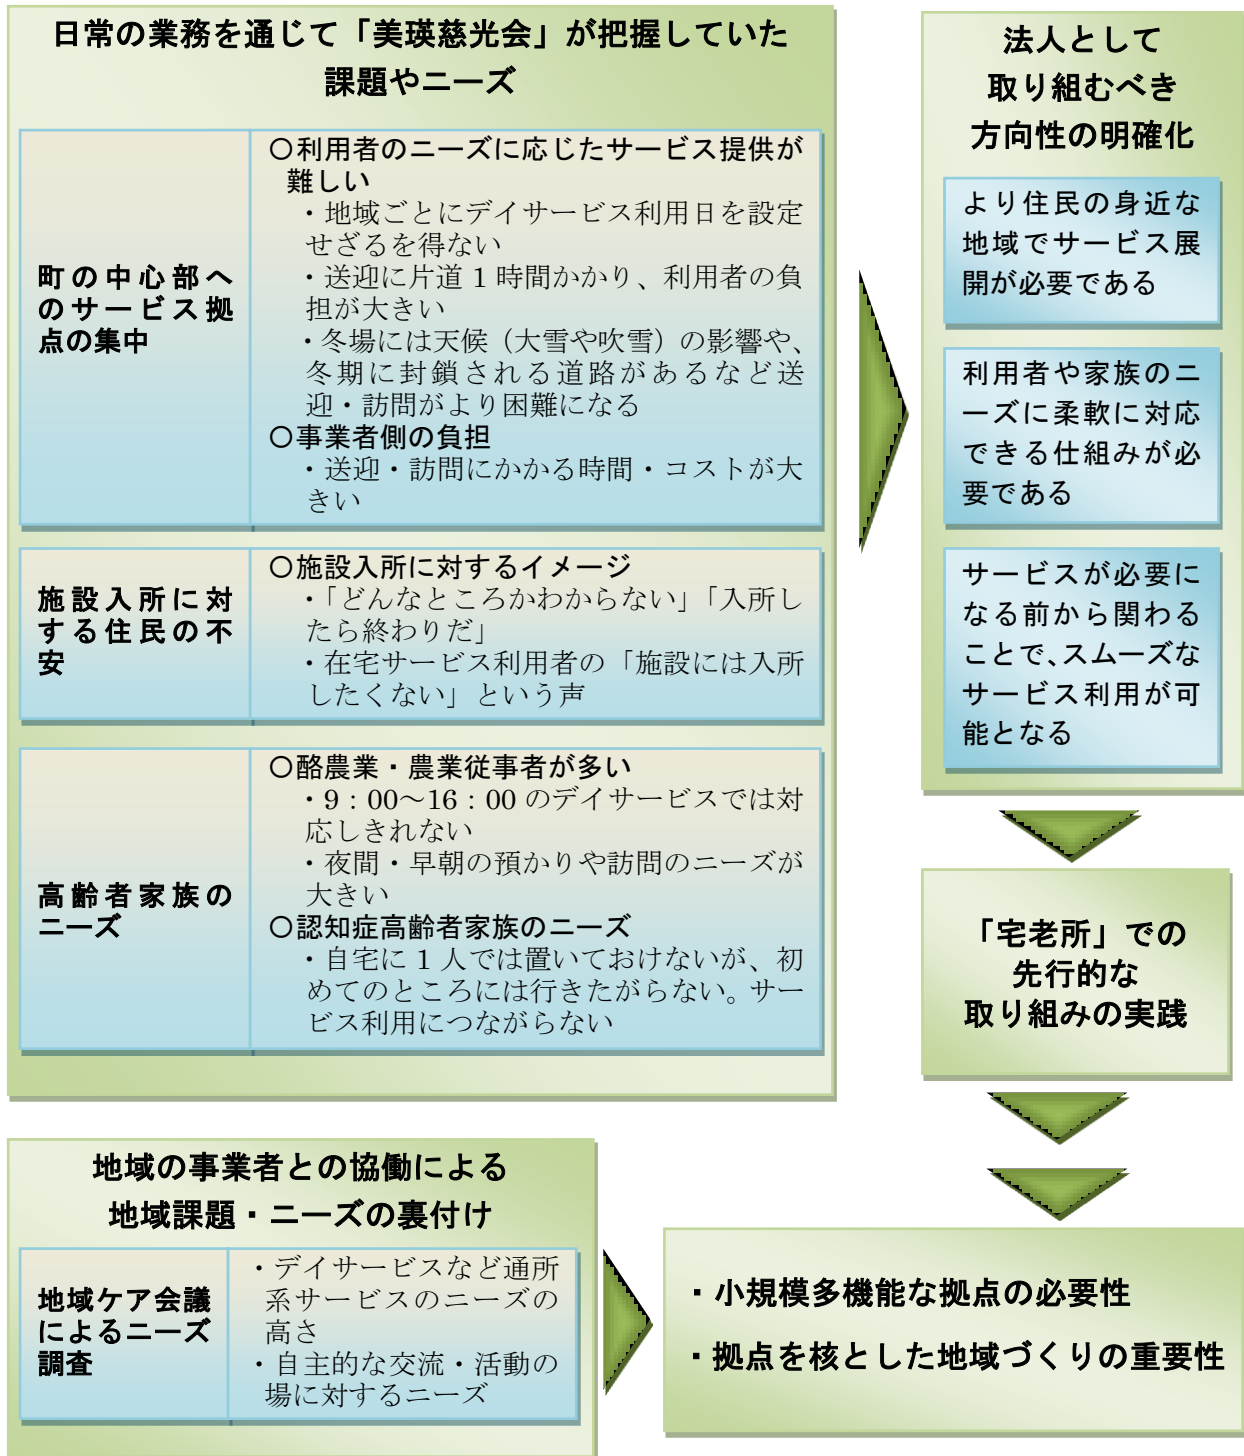 日常の業務を通じて「美瑛慈光会」が把握していた
課題やニーズ
町の中心部へ
のサービス拠
点の集中
〇利用者のニーズに応じたサービス提供が
難しい
・地域ごとにデイサービス利用日を設定
せざるを得ない
・送迎に片道 1 時間かかり、利用者の負
担が大きい
・冬場には天候（大雪や吹雪）の影響や、
冬期に封鎖される道路があるなど送
迎・訪問がより困難になる
〇事業者側の負担
・送迎・訪問にかかる時間・コストが大
きい
施設入所に対
する住民の不
安
〇施設入所に対するイメージ
・「どんなところかわからない」「入所し
たら終わりだ」
・在宅サービス利用者の「施設には入所
したくない」という声
高齢者家族の
ニーズ
〇酪農業・農業従事者が多い
・9：00～16：00 のデイサービスでは対
応しきれない
・夜間・早朝の預かりや訪問のニーズが
大きい
〇認知症高齢者家族のニーズ
・自宅に 1 人では置いておけないが、初
めてのところには行きたがらない。サー
ビス利用につながらない
法人として
取り組むべき
方向性の明確化
より住民の身近な
地域でサービス展
開が必要である
利用者や家族のニ
ーズに柔軟に対応
できる仕組みが必
要である
サービスが必要に
なる前から関わる
ことで、スムーズな
サービス利用が可
能となる
「宅老所」での
先行的な
取り組みの実践
地域の事業者との協働による
地域課題・ニーズの裏付け
地域ケア会議
によるニーズ
調査
・デイサービスなど通所
系サービスのニーズの
高さ
・自主的な交流・活動の
場に対するニーズ
・小規模多機能な拠点の必要性
・拠点を核とした地域づくりの重要性